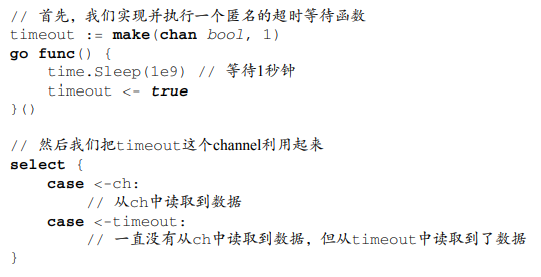 // 首先，我们实现并执行一个匿名的超时等待函数
timeout := make(chan bool, 1)
go func() {
    time.Sleep(1e9) // 等待1秒钟
    timeout <- true
}()

// 然后我们把timeout这个channel利用起来
select {
    case <-ch:
        // 从ch中读取到数据
    case <-timeout:
        // 一直没有从ch中读取到数据，但从timeout中读取到了数据
}